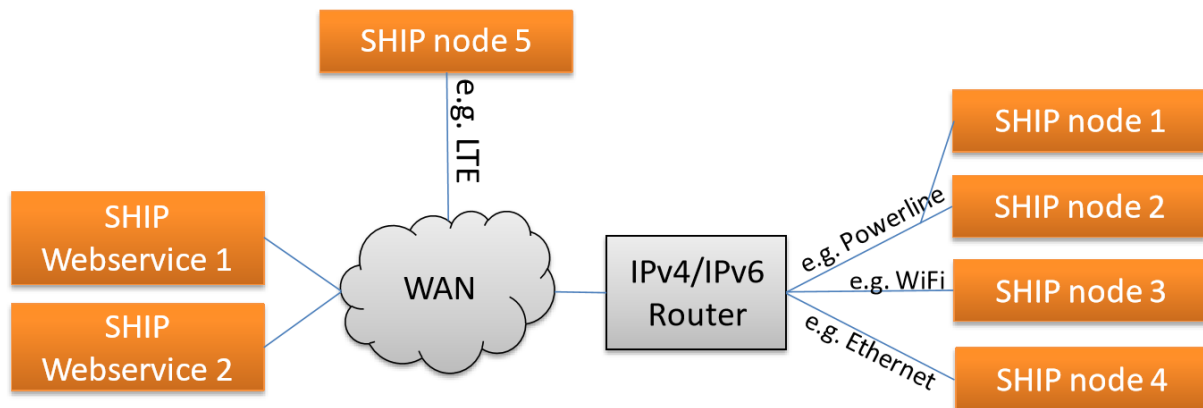 SHIP node 5
e.g. LTE
SHIP node 1
SHIP
Webservice 1
SHIP node 2
e.g. Powerline
WAN
IPv4/IPv6
Router
e.g. WiFi
SHIP node 3
SHIP
Webservice 2
e.g. Ethernet
SHIP node 4